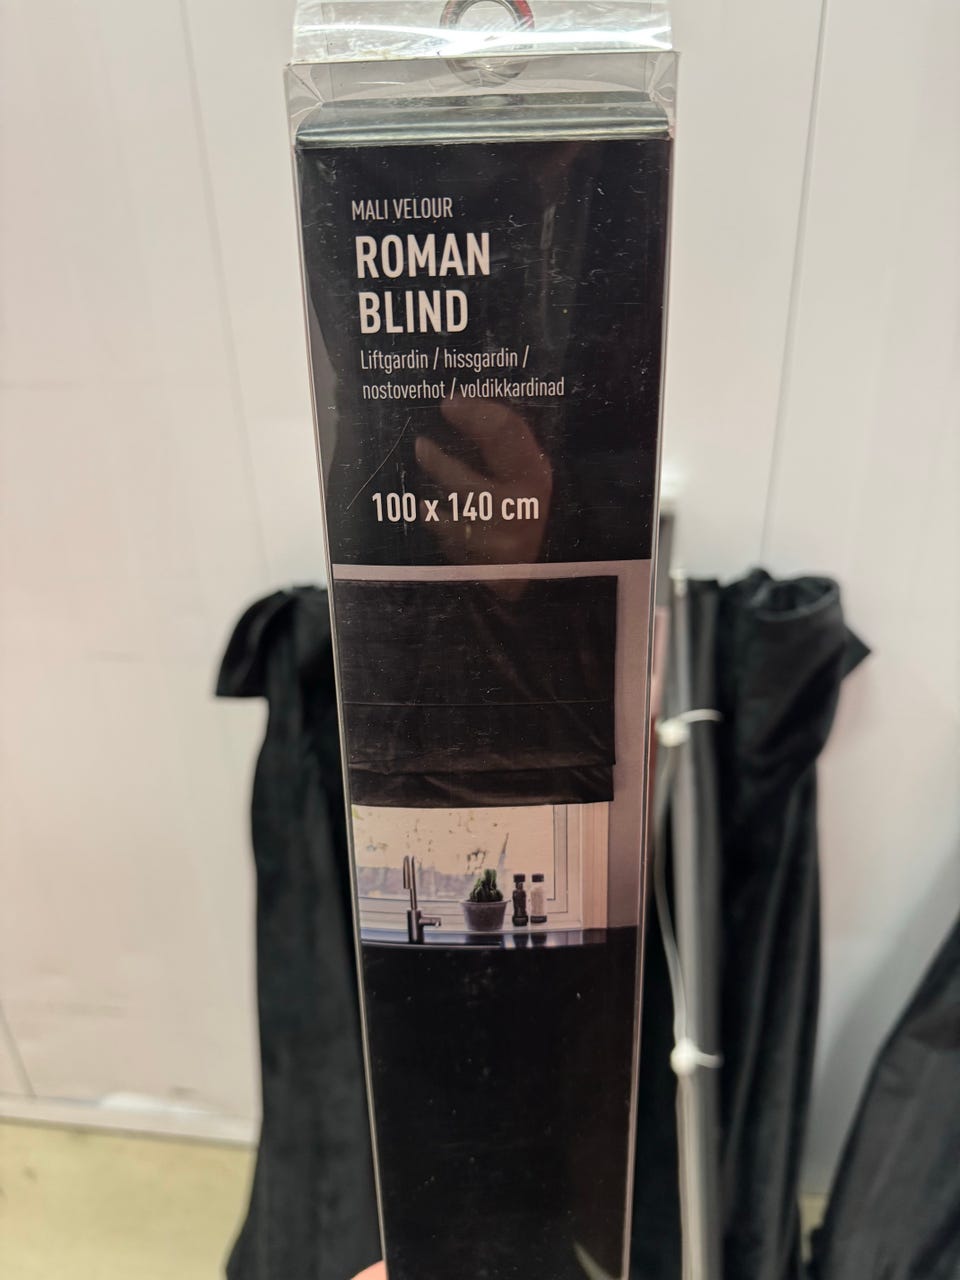 MALI VELOUR
ROMAN
BLIND
Liftgardin / hissgardin /
nostoverhot / voldikkardinad
100 x 140 cm